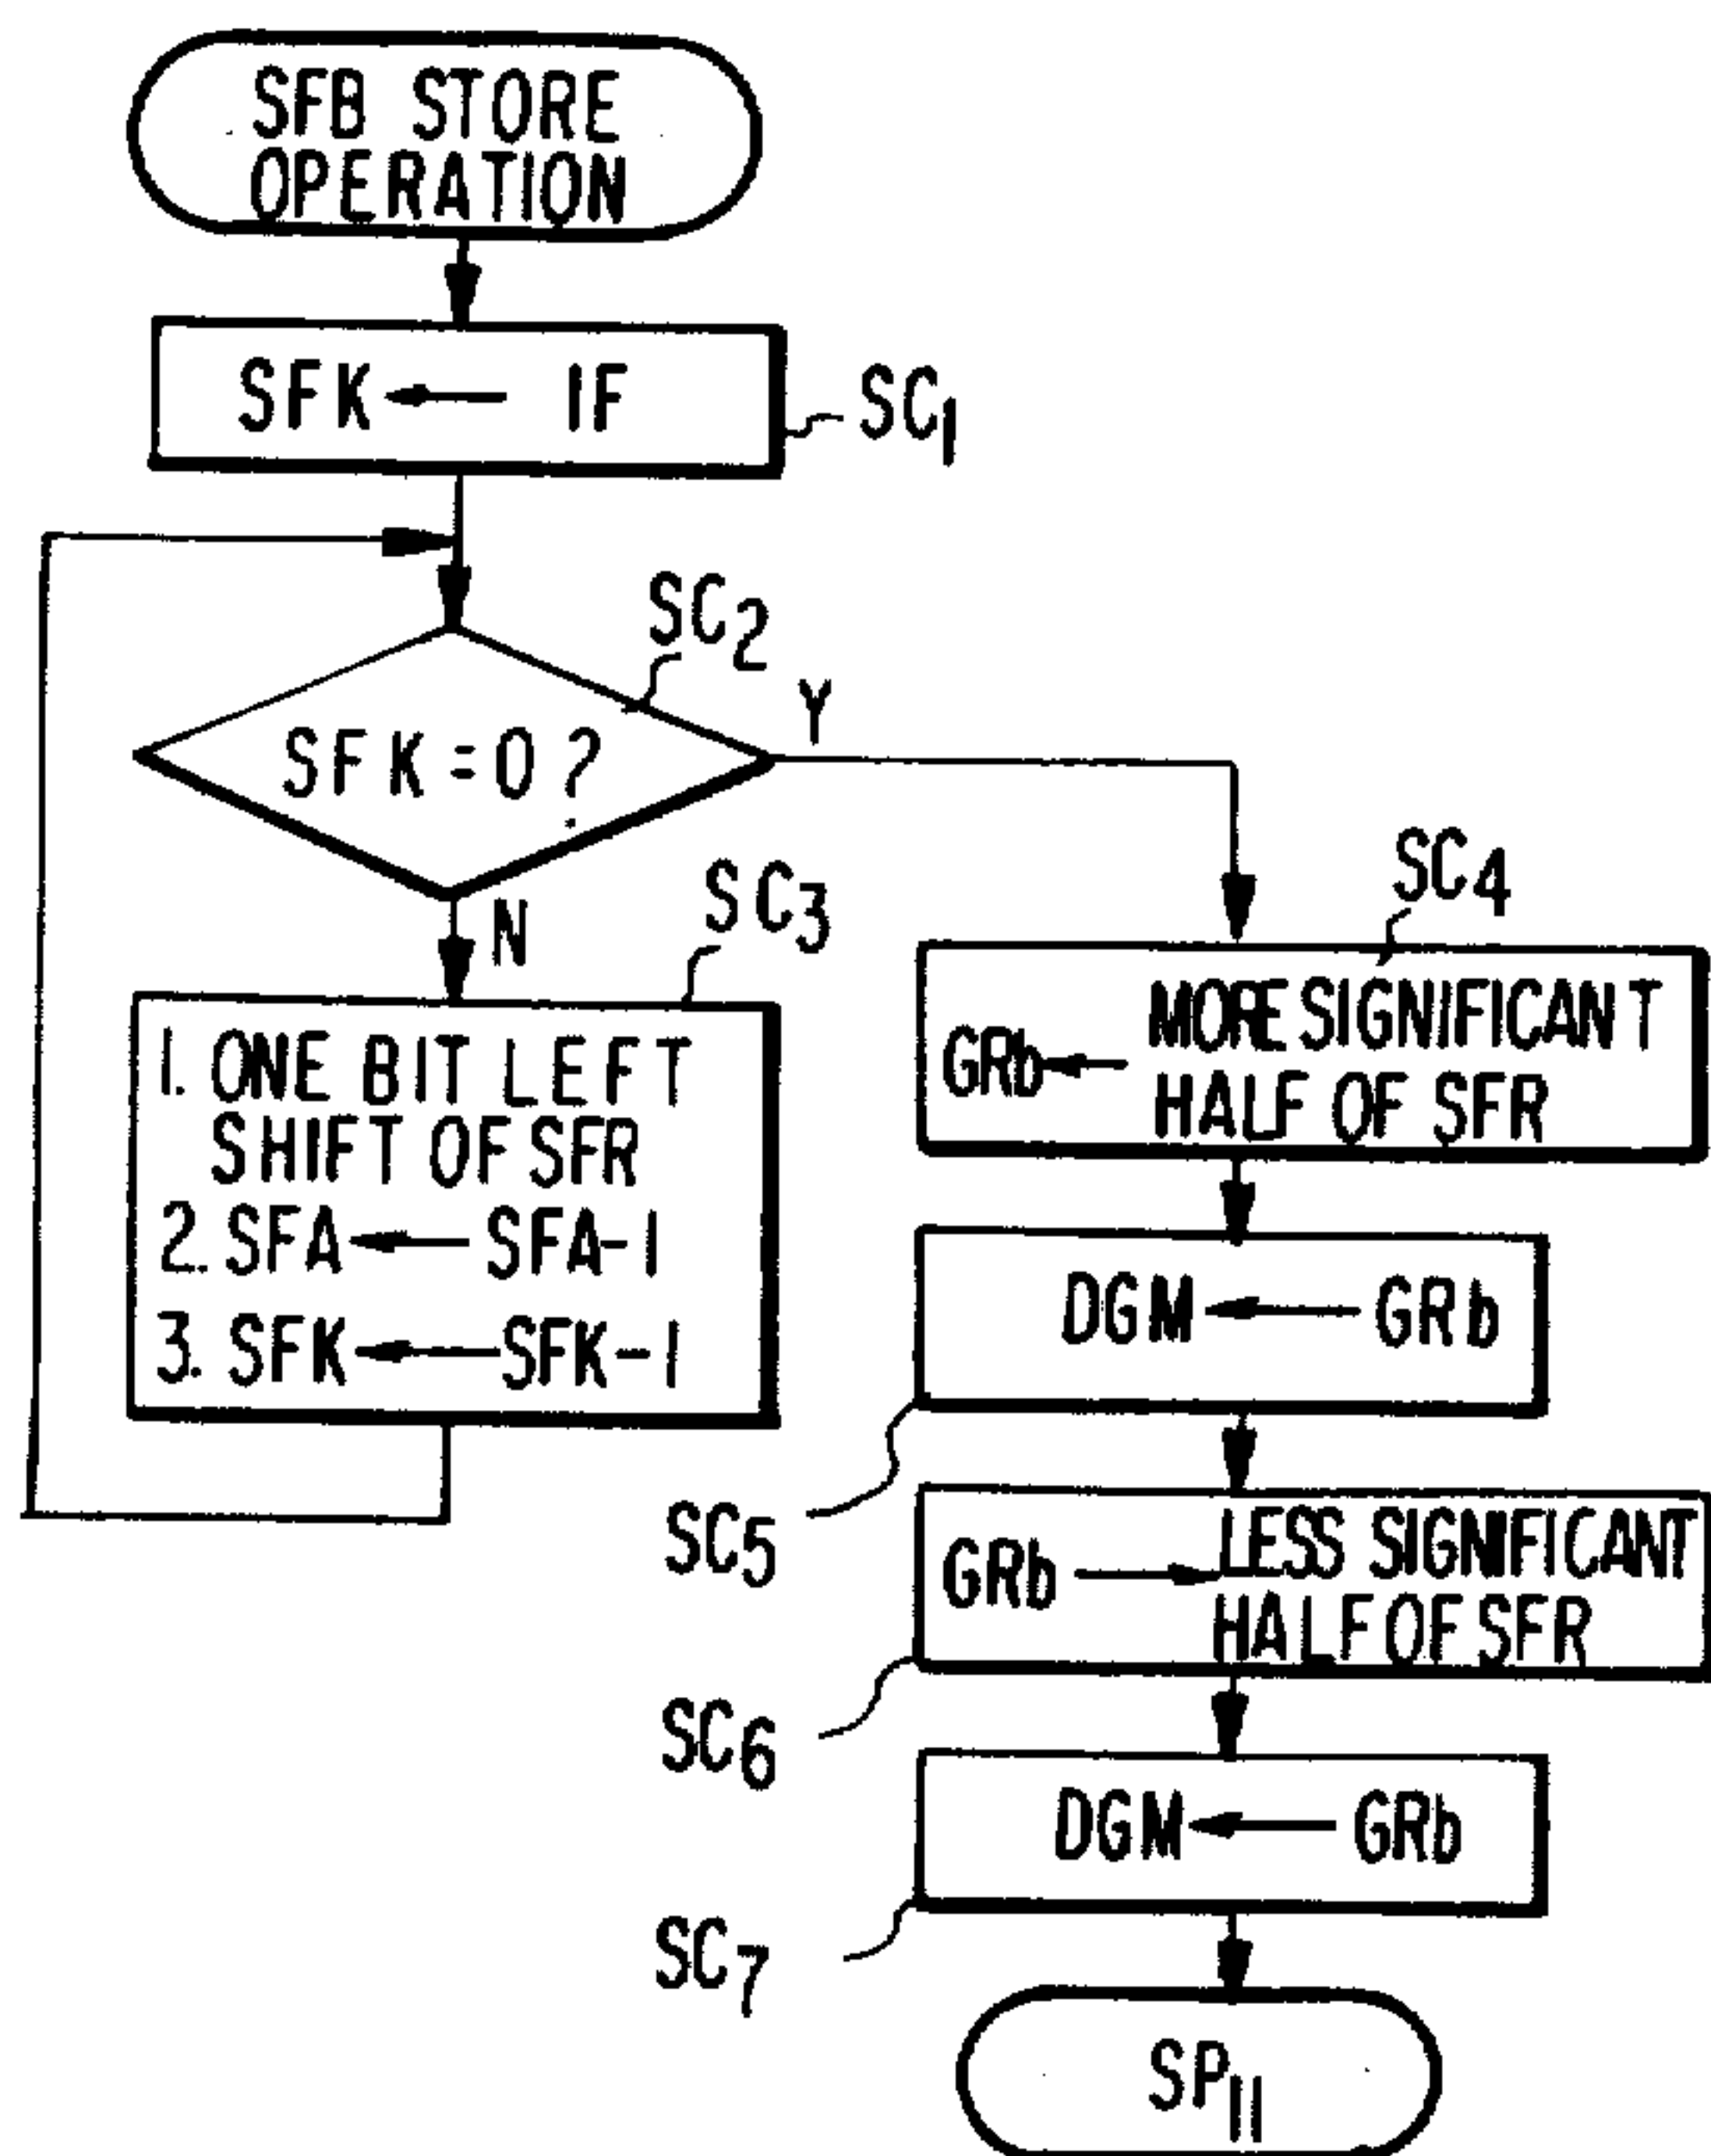 SFB STORE
OPERATION
SFK ← IF
SC1
SC2
SFK=0?
Y
N
SC3
1. ONE BIT LEFT
SHIFT OF SFR
2. SFA ← SFA-1
3. SFK ← SFK-1
SC4
GRb ← MORE SIGNIFICANT
HALF OF SFR
DGM ← GRb
SC5
GRb → LESS SIGNIFICANT
HALF OF SFR
SC6
DGM ← GRb
SC7
SP11